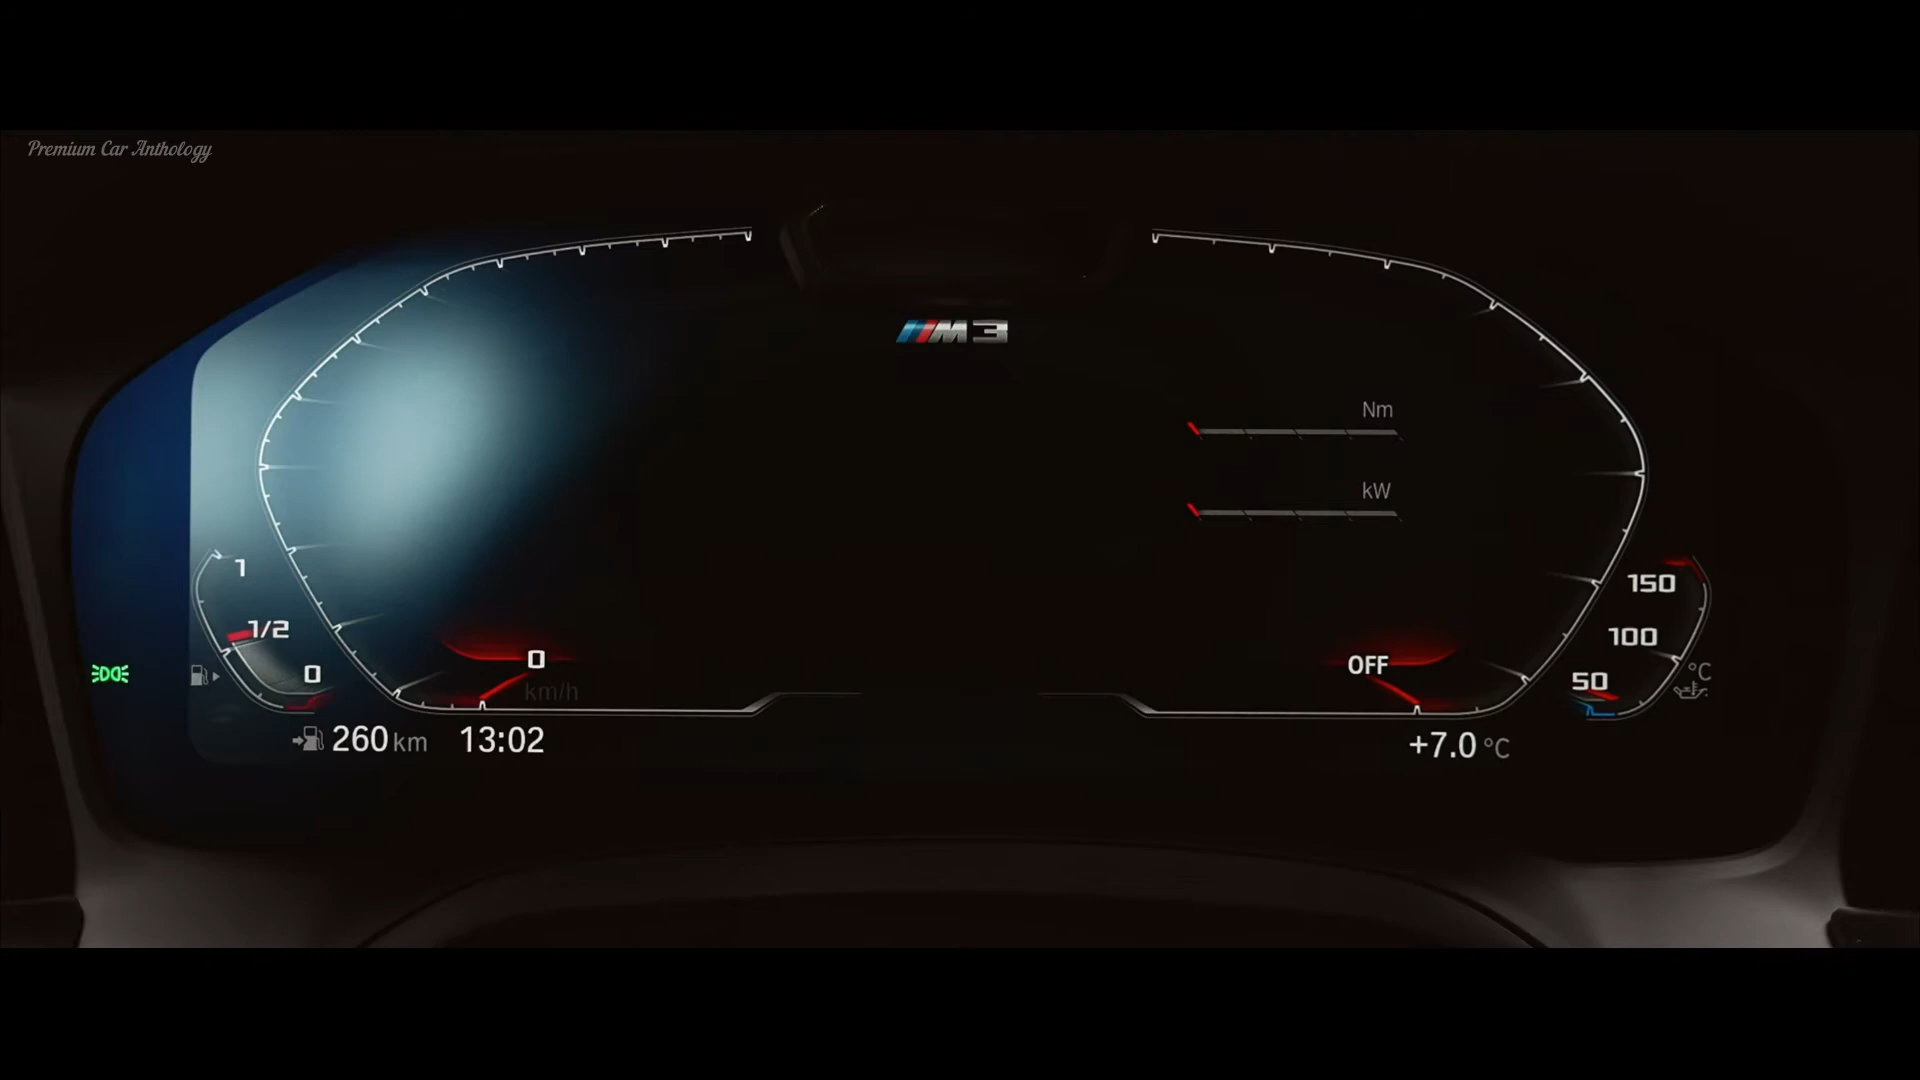 Premium Car Anthology
M3
Nm
kW
1
1/2
0
0
km/h
OFF
150
100
50
°C
260 km
13:02
+7.0 °C